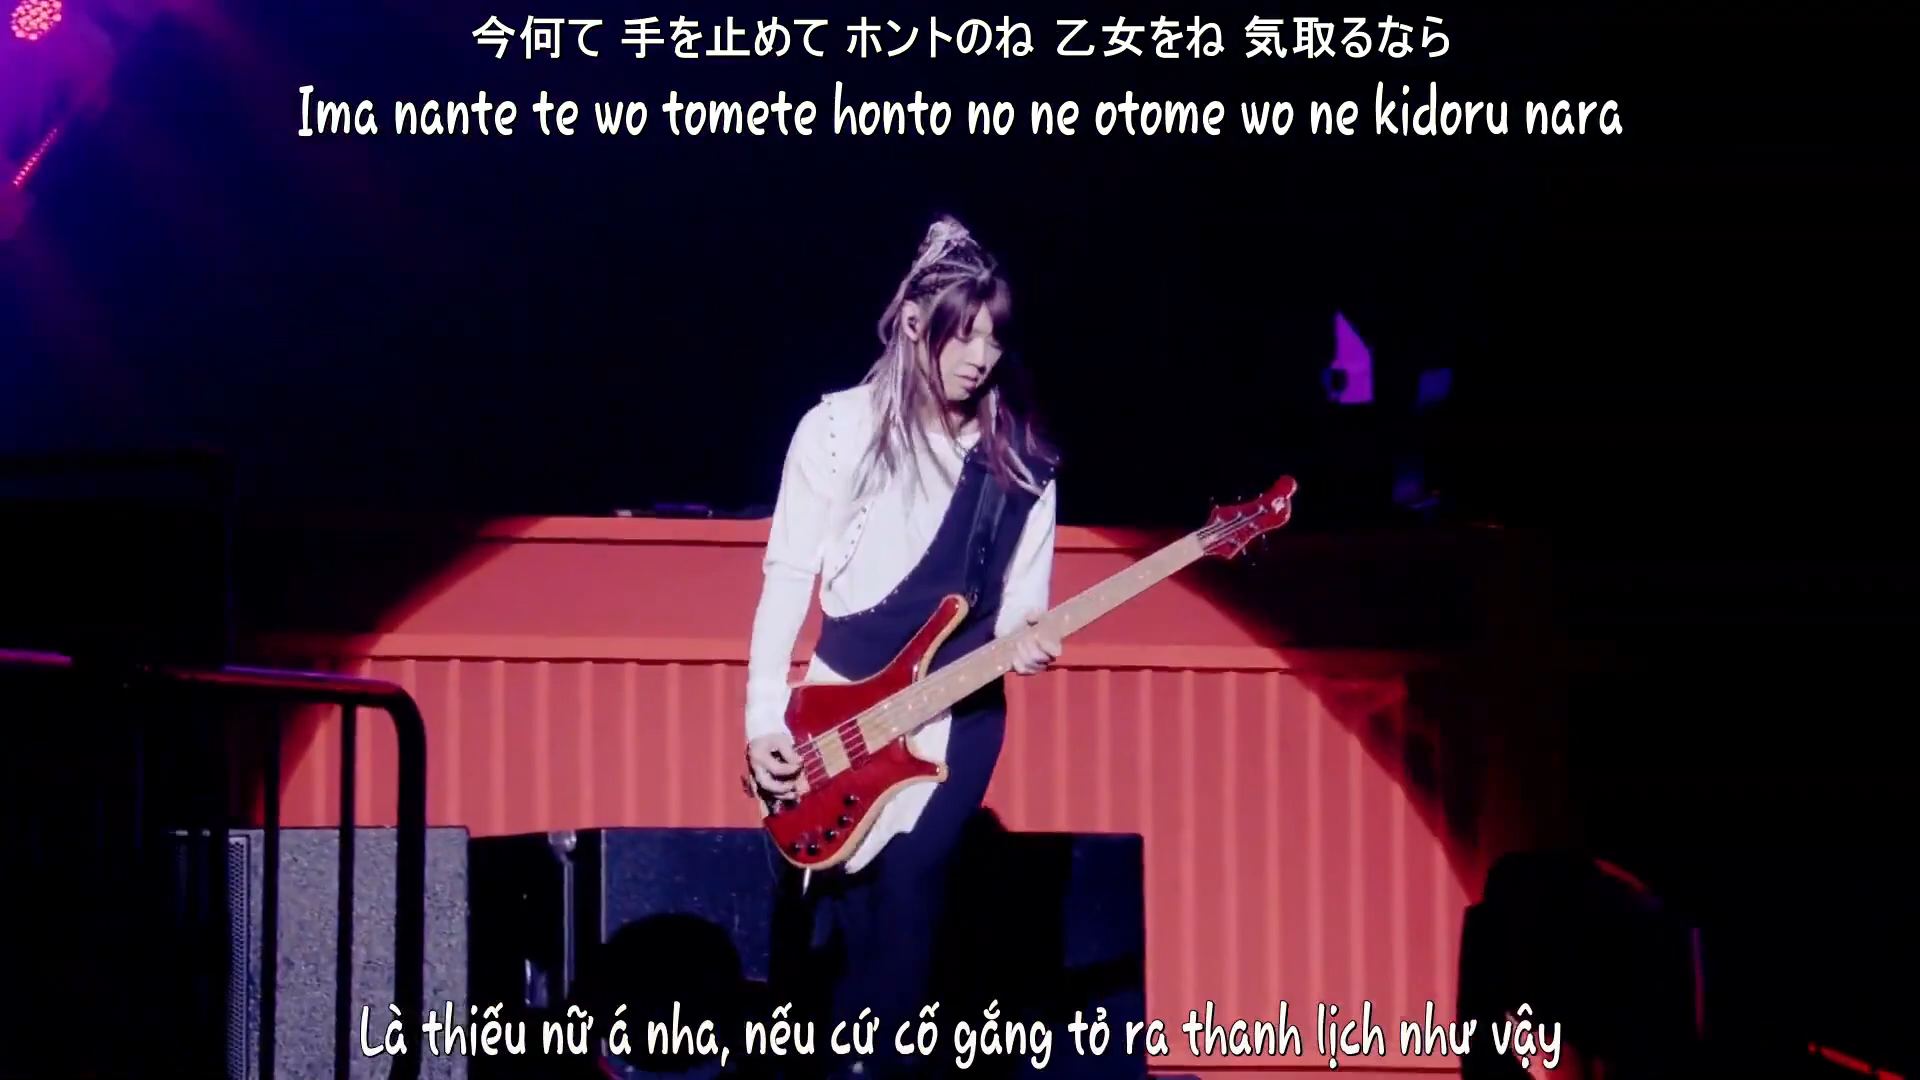 今何て 手を止めて ホントのね 乙女をね 気取るなら
Ima nante te wo tomete honto no ne otome wo ne kidoru nara
Là thiếu nữ á nha, nếu cứ cố gắng tỏ ra thanh lịch như vậy